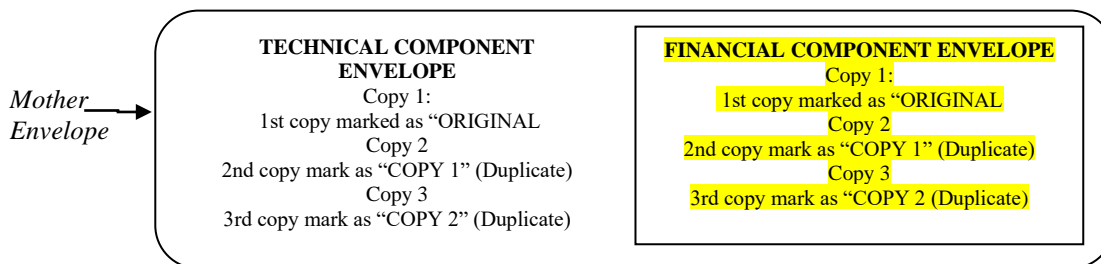 Mother
Envelope
TECHNICAL COMPONENT
ENVELOPE
Copy 1:
1st copy marked as “ORIGINAL
Copy 2
2nd copy mark as “COPY 1” (Duplicate)
Copy 3
3rd copy mark as “COPY 2” (Duplicate)
FINANCIAL COMPONENT ENVELOPE
Copy 1:
1st copy marked as “ORIGINAL
Copy 2
2nd copy mark as “COPY 1” (Duplicate)
Copy 3
3rd copy mark as “COPY 2 (Duplicate)